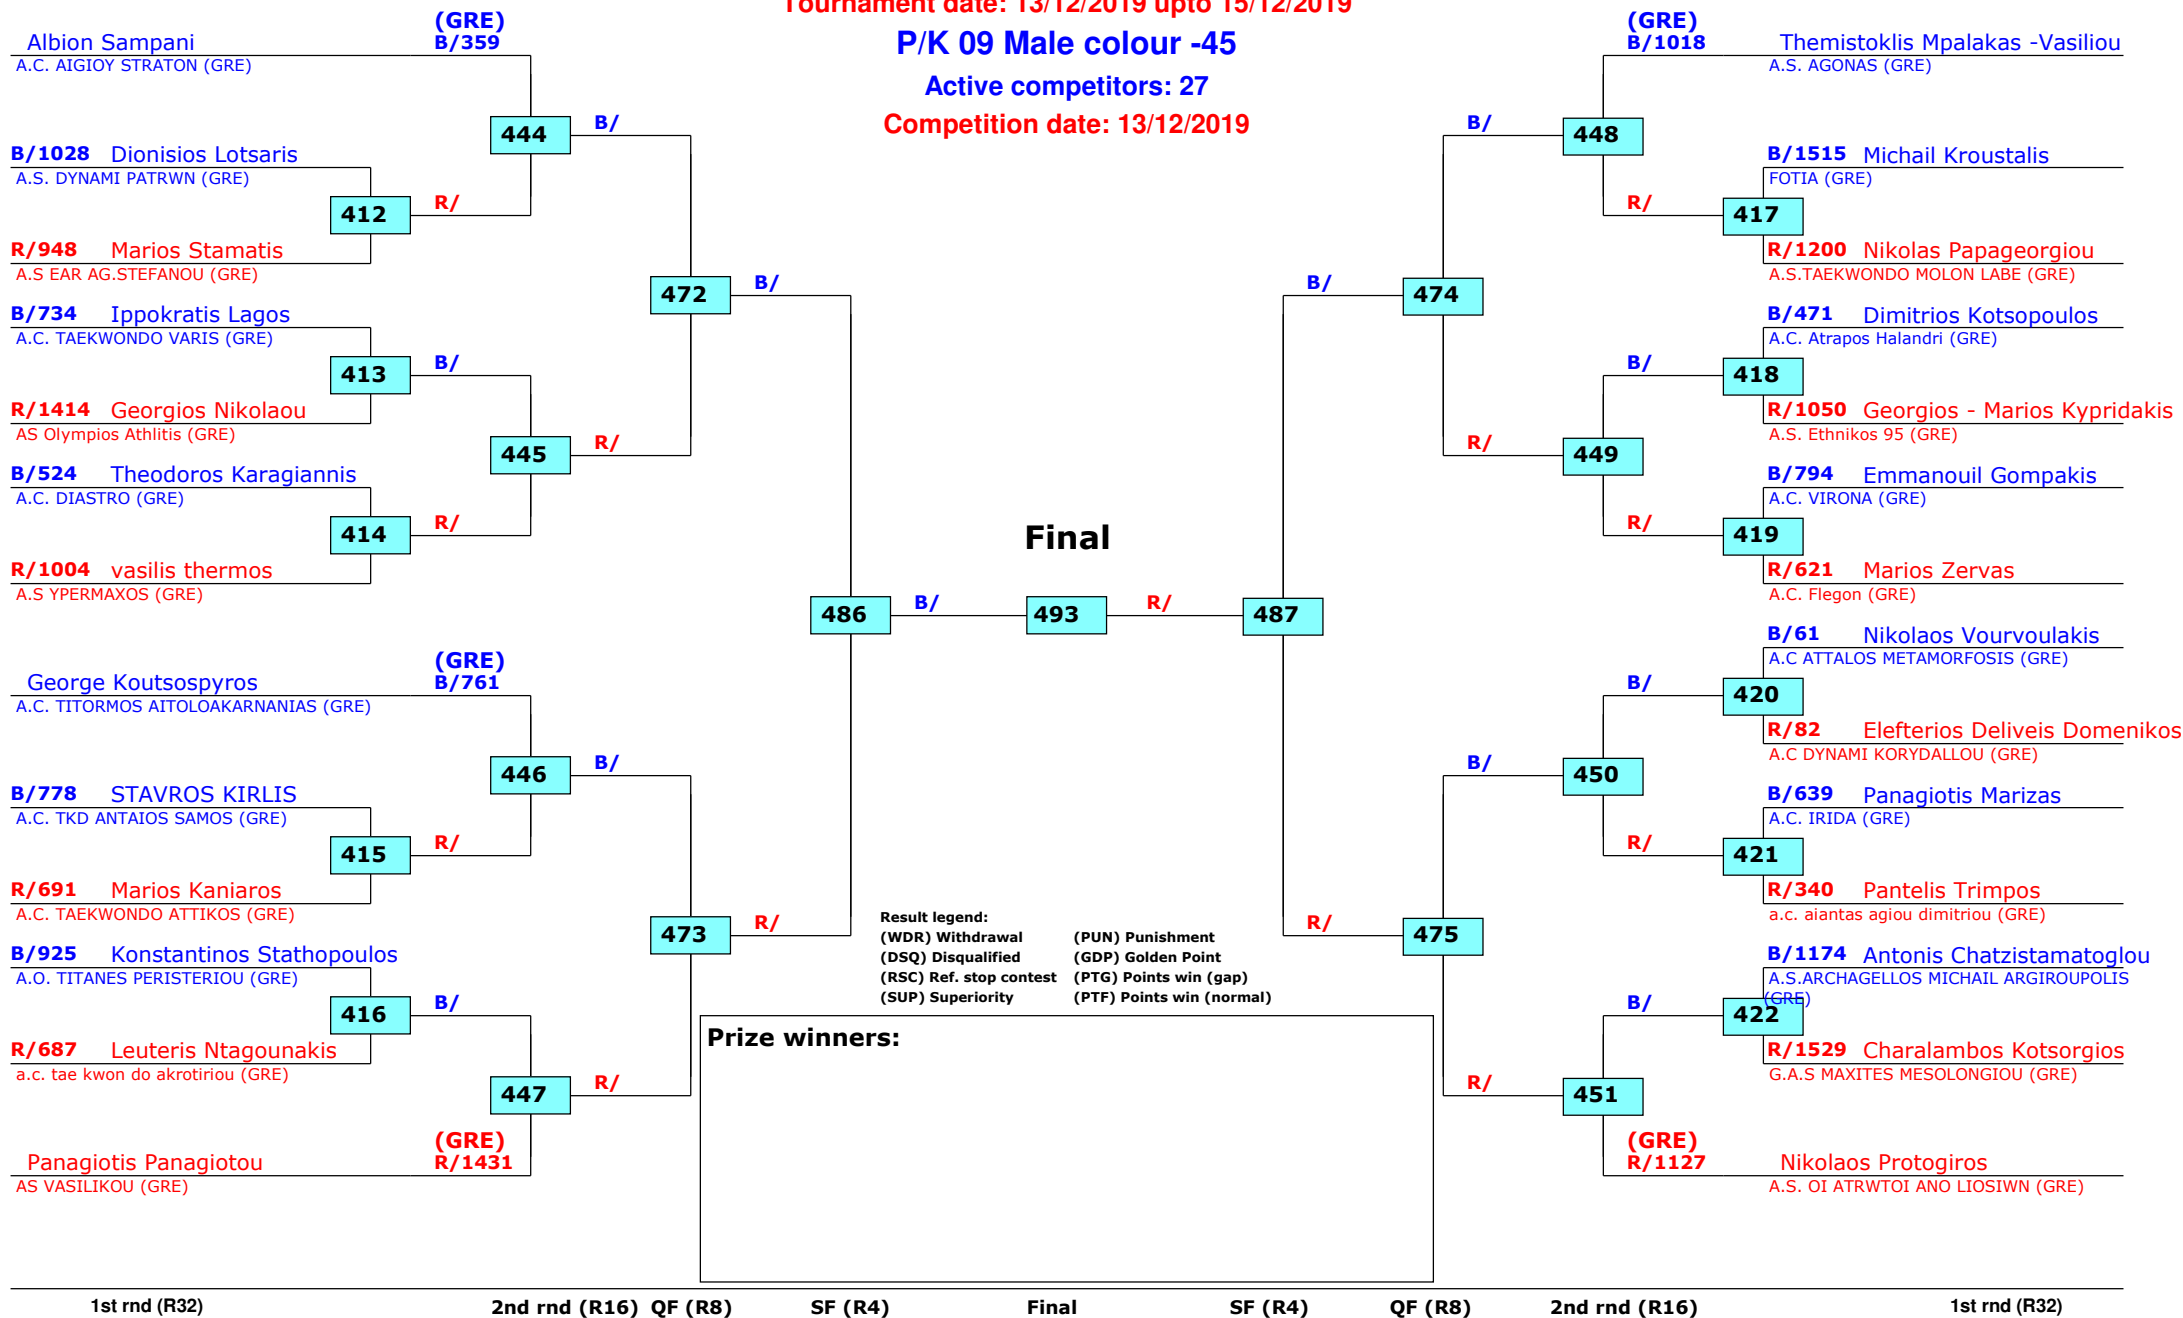 Tournament date: 13/12/2019 upto 15/12/2019
P/K 09 Male colour -45
Active competitors: 27
Competition date: 13/12/2019
(GRE)
Albion Sampani B/359
A.C. AIGIOY STRATON (GRE)
444 B/
B/1028 Dionisios Lotsaris
A.S. DYNAMI PATRWN (GRE)
412 R/
R/948 Marios Stamatis
A.S EAR AG.STEFANOU (GRE)
472 B/
B/734 Ippokratis Lagos
A.C. TAEKWONDO VARIS (GRE)
413 B/
R/1414 Georgios Nikolaou
AS Olympios Athlitis (GRE)
445 R/
B/524 Theodoros Karagiannis
A.C. DIASTRO (GRE)
414 R/
R/1004 vasilis thermos
A.S YPERMAXOS (GRE)
486 B/
(GRE)
George Koutsospyros B/761
A.C. TITORMOS AITOLOAKARNANIAS (GRE)
446 B/
B/778 STAVROS KIRLIS
A.C. TKD ANTAIOS SAMOS (GRE)
415 R/
R/691 Marios Kaniaros
A.C. TAEKWONDO ATTIKOS (GRE)
473 R/
B/925 Konstantinos Stathopoulos
A.O. TITANES PERISTERIOU (GRE)
416 B/
R/687 Leuteris Ntagounakis
a.c. tae kwon do akrotiriou (GRE)
447 R/
(GRE)
Panagiotis Panagiotou R/1431
AS VASILIKOU (GRE)
Final
493
(GRE)
B/1018 Themistoklis Mpalakas -Vasiliou
A.S. AGONAS (GRE)
B/ 448
B/1515 Michail Kroustalis
FOTIA (GRE)
R/ 417
R/1200 Nikolas Papageorgiou
A.S.TAEKWONDO MOLON LABE (GRE)
B/ 474
B/471 Dimitrios Kotsopoulos
A.C. Atrapos Halandri (GRE)
B/ 418
R/1050 Georgios - Marios Kypridakis
A.S. Ethnikos 95 (GRE)
R/ 449
B/794 Emmanouil Gompakis
A.C. VIRONA (GRE)
R/ 419
R/621 Marios Zervas
A.C. Flegon (GRE)
R/ 487
B/61 Nikolaos Vourvoulakis
A.C ATTALOS METAMORFOSIS (GRE)
B/ 420
R/82 Elefterios Deliveis Domenikos
A.C DYNAMI KORYDALLOU (GRE)
B/ 450
B/639 Panagiotis Marizas
A.C. IRIDA (GRE)
R/ 421
R/340 Pantelis Trimpos
a.c. aiantas agiou dimitriou (GRE)
R/ 475
B/1174 Antonis Chatzistamatoglou
A.S.ARCHAGELLOS MICHAIL ARGIROUPOLIS
(GRE)
B/ 422
R/1529 Charalambos Kotsorgios
G.A.S MAXITES MESOLONGIOU (GRE)
R/ 451
(GRE)
R/1127 Nikolaos Protogiros
A.S. OI ATRWTOI ANO LIOSIWN (GRE)
Result legend:
(WDR) Withdrawal (PUN) Punishment
(DSQ) Disqualified (GDP) Golden Point
(RSC) Ref. stop contest (PTG) Points win (gap)
(SUP) Superiority (PTF) Points win (normal)
Prize winners:
1st rnd (R32) 2nd rnd (R16) QF (R8) SF (R4) Final SF (R4) QF (R8) 2nd rnd (R16) 1st rnd (R32)